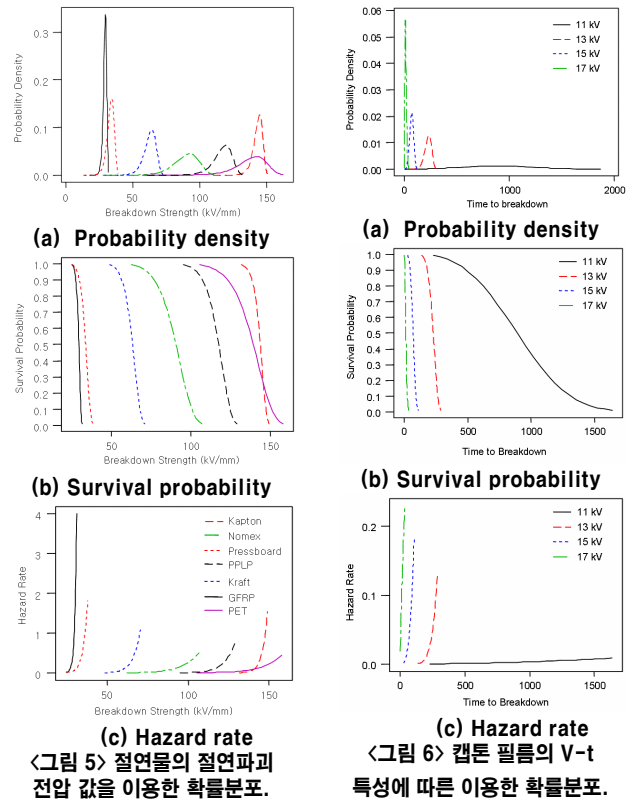 0.3
0.2
0.1
0.0
Probability Density
50
100
150
Breakdown Strength (kV/mm)
(a) Probability density
1.0
0.9
0.8
0.7
0.6
0.5
0.4
0.3
0.2
0.1
0.0
Survival Probability
50
100
150
Breakdown Strength (kV/mm)
(b) Survival probability
4
3
2
1
0
Hazard Rate
Kapton
Nomex
Pressboard
PPLP
Kraft
GFRP
PET
50
100
150
Breakdown Strength (kV/mm)
(c) Hazard rate
<그림 5> 절연물의 절연파괴
전압 값을 이용한 확률분포.
0.06
0.05
0.04
0.03
0.02
0.01
0.00
Probability Density
11 kV
13 kV
15 kV
17 kV
0
1000
2000
Time to breakdown
(a) Probability density
1.0
0.9
0.8
0.7
0.6
0.5
0.4
0.3
0.2
0.1
0.0
Survival Probability
11 kV
13 kV
15 kV
17 kV
0
500
1000
1500
Time to Breakdown
(b) Survival probability
0.2
0.1
0.0
Hazard Rate
11 kV
13 kV
15 kV
17 kV
0
500
1000
1500
Time to Breakdown
(c) Hazard rate
<그림 6> 캡톤 필름의 V-t
특성에 따른 이용한 확률분포.